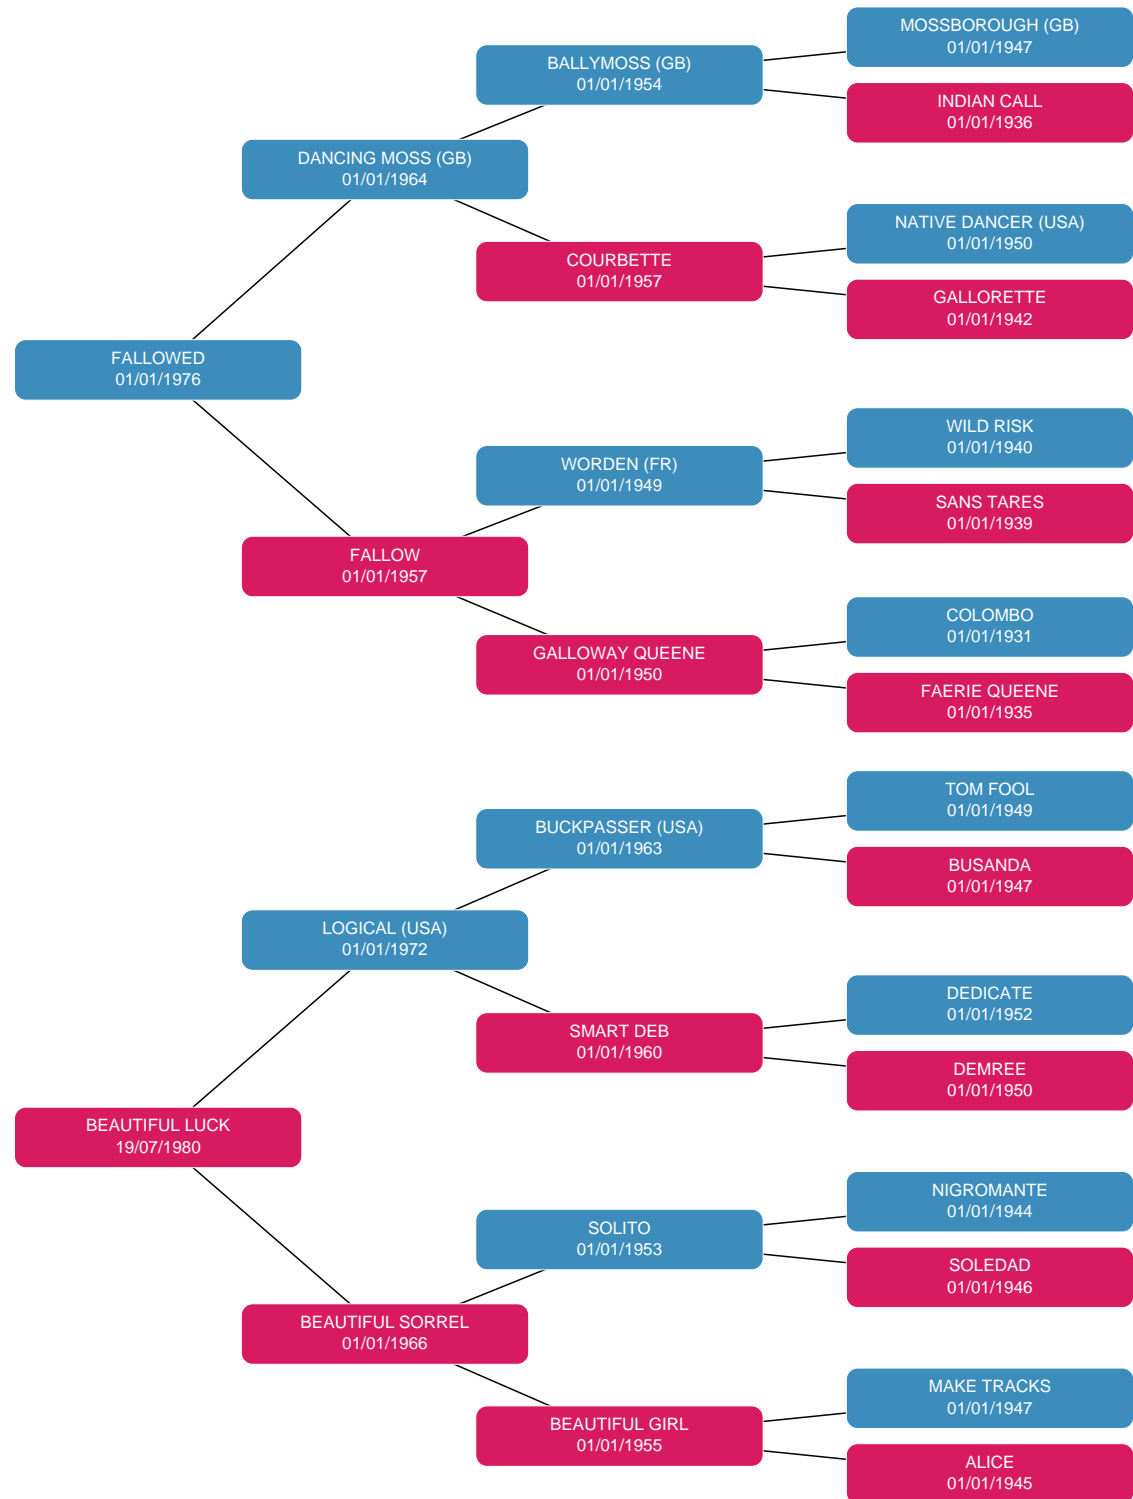 MOSSBOROUGH (GB)
01/01/1947
BALLYMOSS (GB)
01/01/1954
INDIAN CALL
01/01/1936
DANCING MOSS (GB)
01/01/1964
NATIVE DANCER (USA)
01/01/1950
COURBETTE
01/01/1957
GALLORETTE
01/01/1942
FALLOWED
01/01/1976
WILD RISK
01/01/1940
WORDEN (FR)
01/01/1949
SANS TARES
01/01/1939
FALLOW
01/01/1957
COLOMBO
01/01/1931
GALLOWAY QUEENE
01/01/1950
FAERIE QUEENE
01/01/1935
TOM FOOL
01/01/1949
BUCKPASSER (USA)
01/01/1963
BUSANDA
01/01/1947
LOGICAL (USA)
01/01/1972
DEDICATE
01/01/1952
SMART DEB
01/01/1960
DEMREE
01/01/1950
BEAUTIFUL LUCK
19/07/1980
NIGROMANTE
01/01/1944
SOLITO
01/01/1953
SOLEDAD
01/01/1946
BEAUTIFUL SORREL
01/01/1966
MAKE TRACKS
01/01/1947
BEAUTIFUL GIRL
01/01/1955
ALICE
01/01/1945